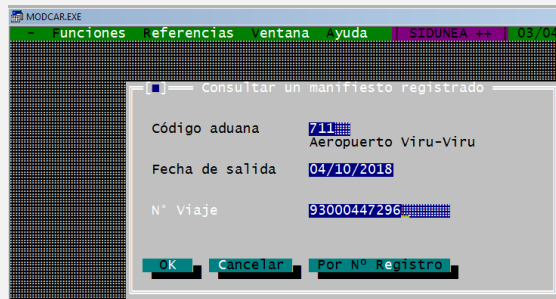 MODCAR.EXE
- Funciones Referencias Ventana Ayuda SIDUNEA ++ 03/04
[■] Consultar un manifiesto registrado
Código aduana 711
Aeropuerto Viru-Viru
Fecha de salida 04/10/2018
N° Viaje 93000447296
OK Cancelar Por Nº Registro